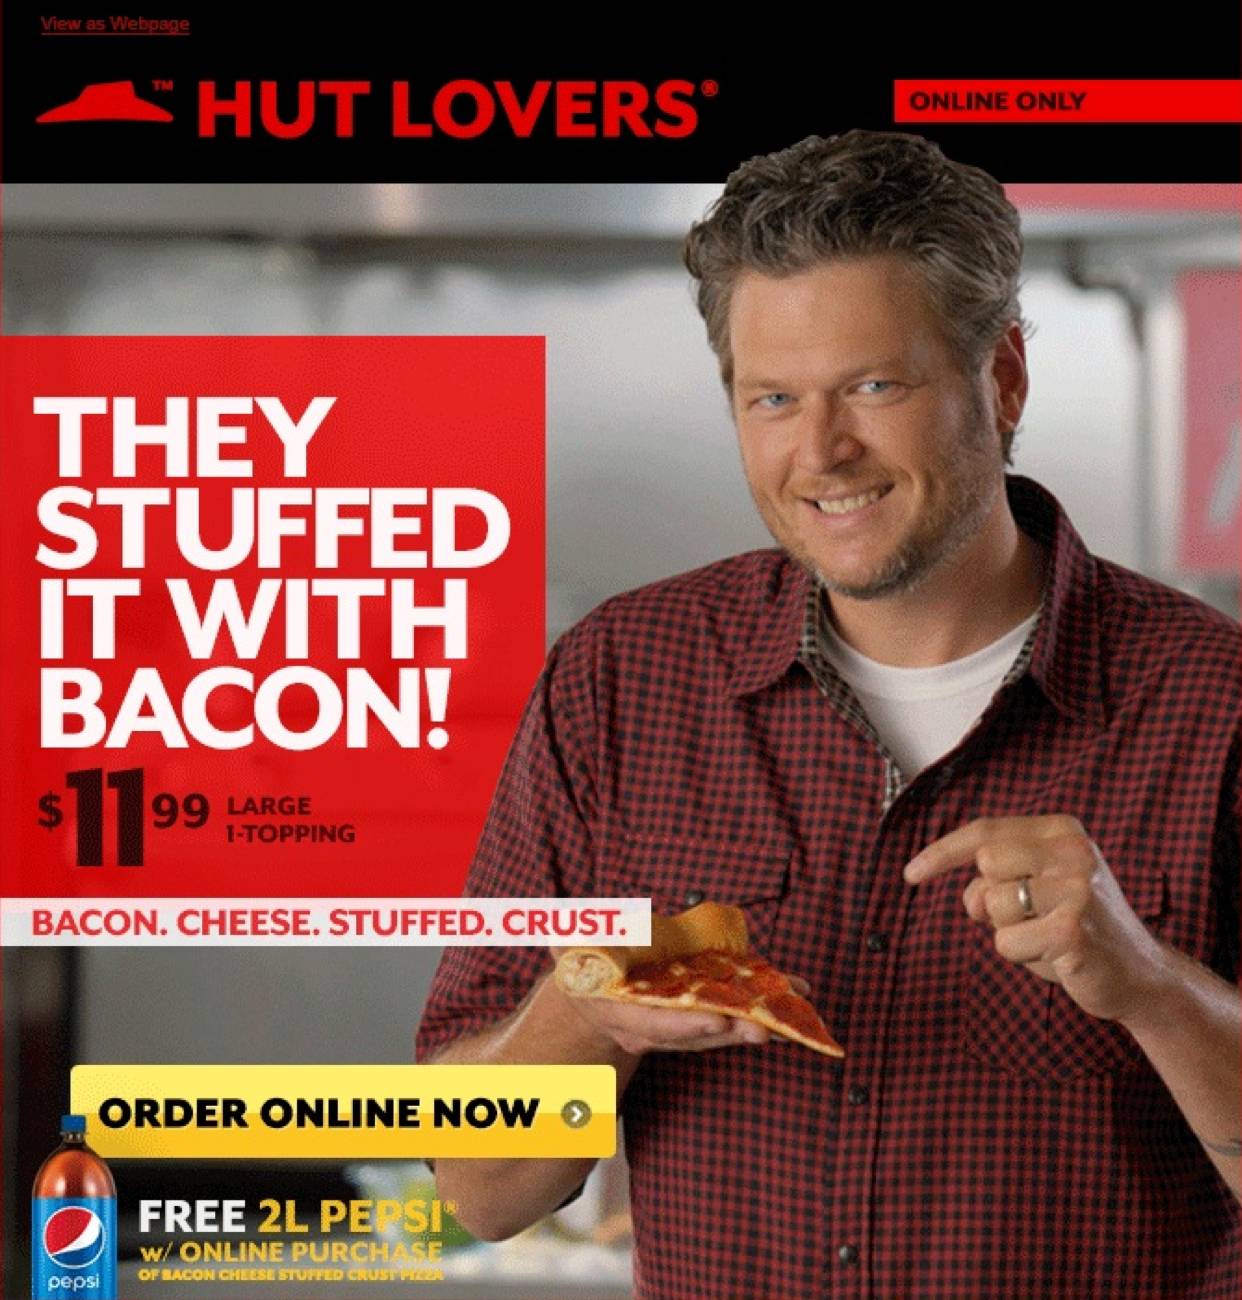 View as Webpage
™ HUT LOVERS®
ONLINE ONLY
THEY
STUFFED
IT WITH
BACON!
$11 99 LARGE
1-TOPPING
BACON. CHEESE. STUFFED. CRUST.
ORDER ONLINE NOW
FREE 2L PEPSI®
w/ ONLINE PURCHASE
OF BACON CHEESE STUFFED CRUST PIZZA
pepsi